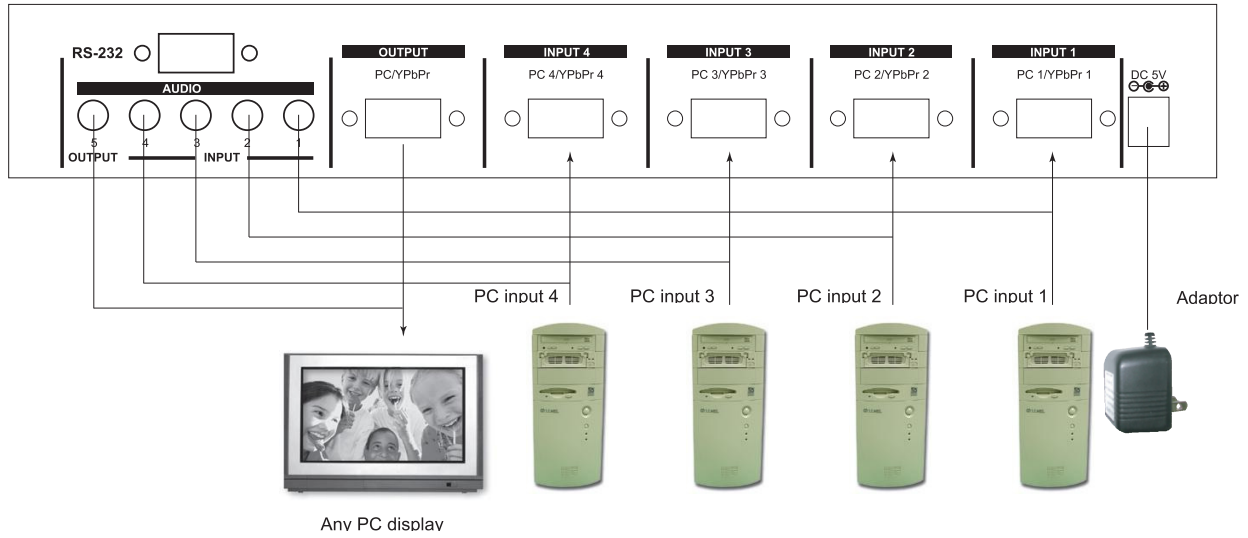 RS-232
AUDIO
5
4
3
2
1
OUTPUT
INPUT
OUTPUT
PC/YPbPr
INPUT 4
PC 4/YPbPr 4
INPUT 3
PC 3/YPbPr 3
INPUT 2
PC 2/YPbPr 2
INPUT 1
PC 1/YPbPr 1
DC 5V
PC input 4
PC input 3
PC input 2
PC input 1
Adaptor
Any PC display